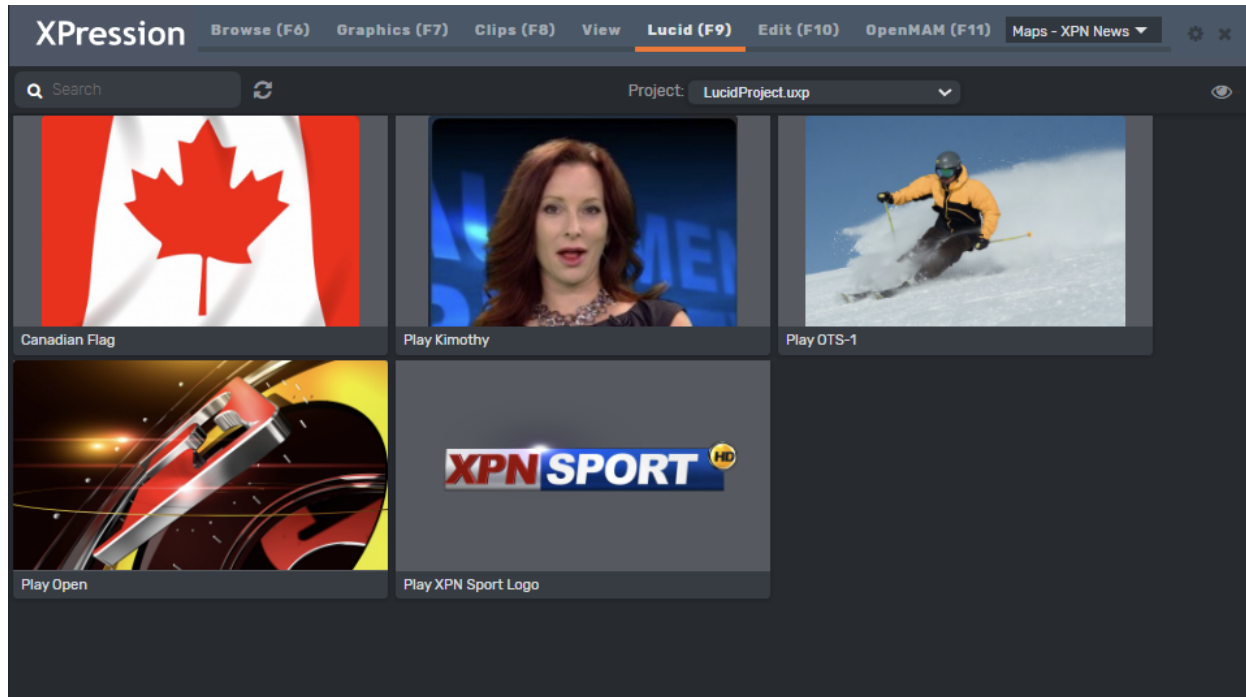 XPression Browse (F6) Graphics (F7) Clips (F8) View Lucid (F9) Edit (F10) OpenMAM (F11) Maps - XPN News
Search Project: LucidProject.uxp
Canadian Flag Play Kimothy Play OTS-1
XPN SPORT HD
Play Open Play XPN Sport Logo